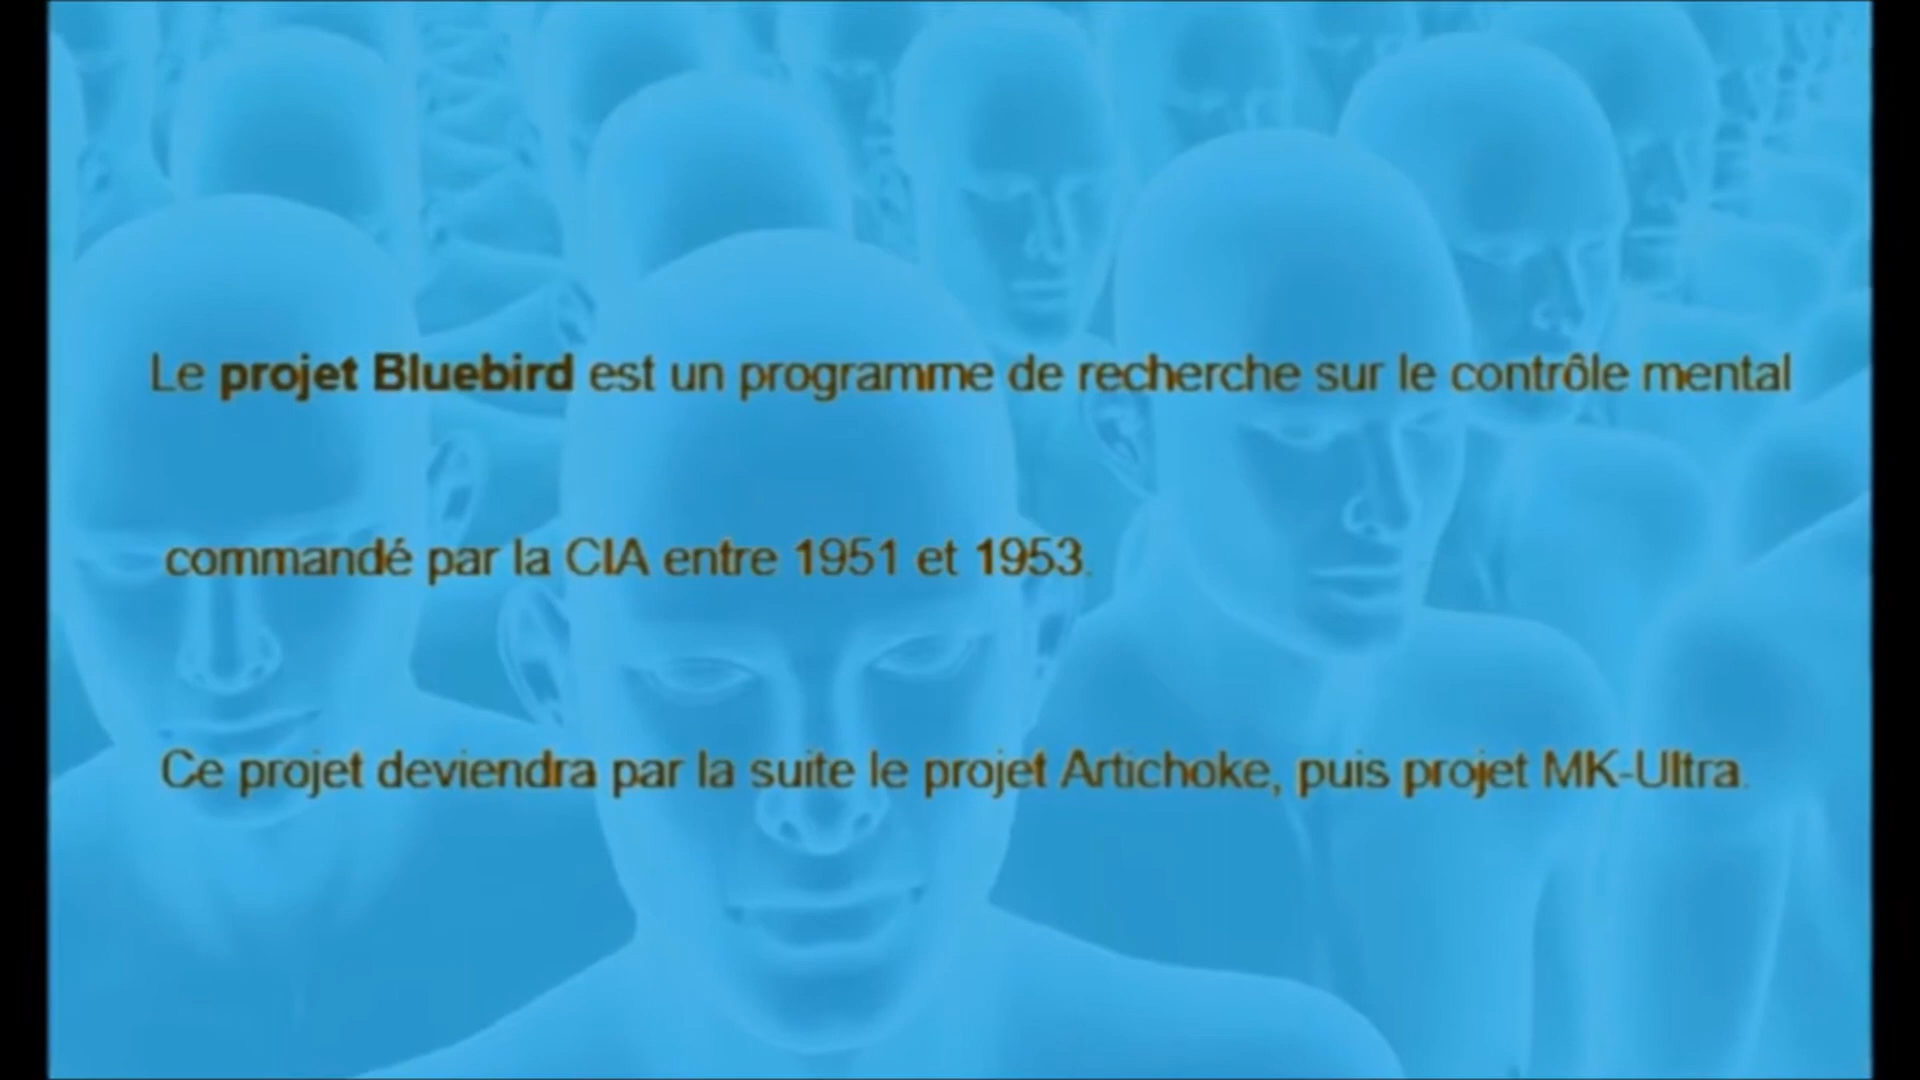 Le projet Bluebird est un programme de recherche sur le contrôle mental
commandé par la CIA entre 1951 et 1953.
Ce projet deviendra par la suite le projet Artichoke, puis projet MK-Ultra.